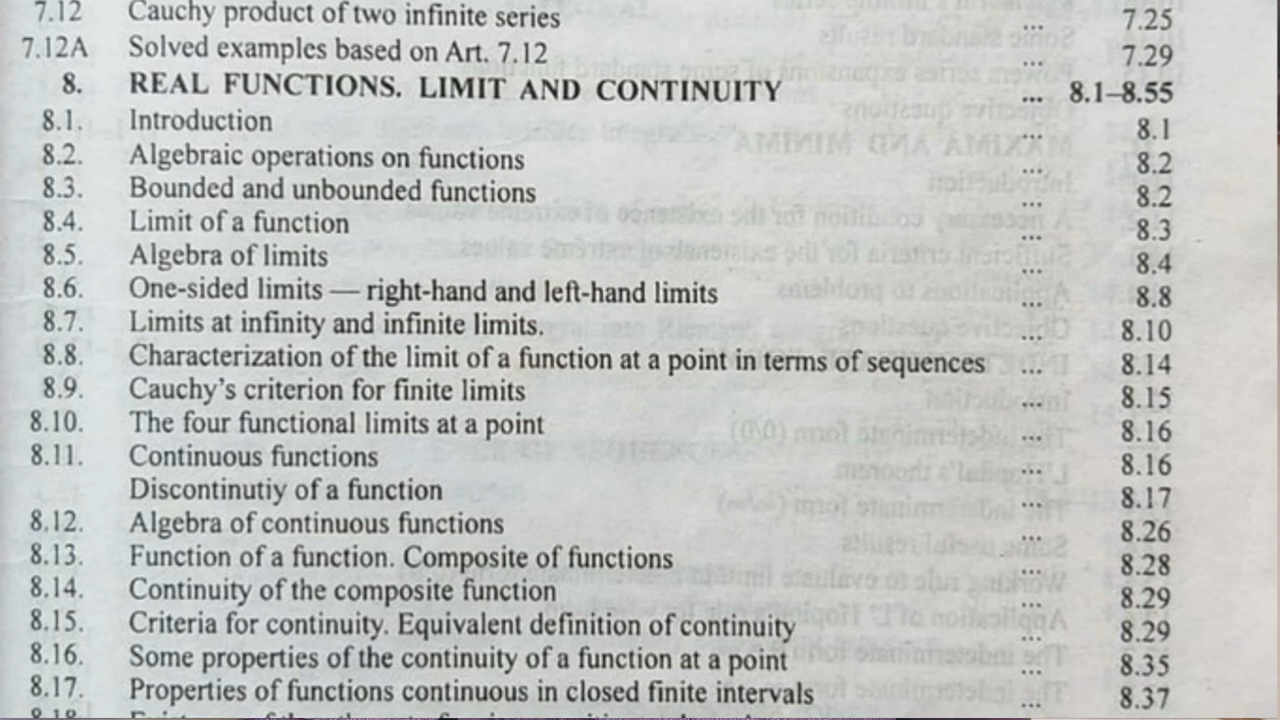 7.12 Cauchy product of two infinite series ... 7.25
7.12A Solved examples based on Art. 7.12 ... 7.29
8. REAL FUNCTIONS. LIMIT AND CONTINUITY ... 8.1–8.55
8.1. Introduction ... 8.1
8.2. Algebraic operations on functions ... 8.2
8.3. Bounded and unbounded functions ... 8.2
8.4. Limit of a function ... 8.3
8.5. Algebra of limits ... 8.4
8.6. One-sided limits — right-hand and left-hand limits ... 8.8
8.7. Limits at infinity and infinite limits. ... 8.10
8.8. Characterization of the limit of a function at a point in terms of sequences ... 8.14
8.9. Cauchy's criterion for finite limits ... 8.15
8.10. The four functional limits at a point ... 8.16
8.11. Continuous functions ... 8.16
Discontinutiy of a function ... 8.17
8.12. Algebra of continuous functions ... 8.26
8.13. Function of a function. Composite of functions ... 8.28
8.14. Continuity of the composite function ... 8.29
8.15. Criteria for continuity. Equivalent definition of continuity ... 8.29
8.16. Some properties of the continuity of a function at a point ... 8.35
8.17. Properties of functions continuous in closed finite intervals ... 8.37